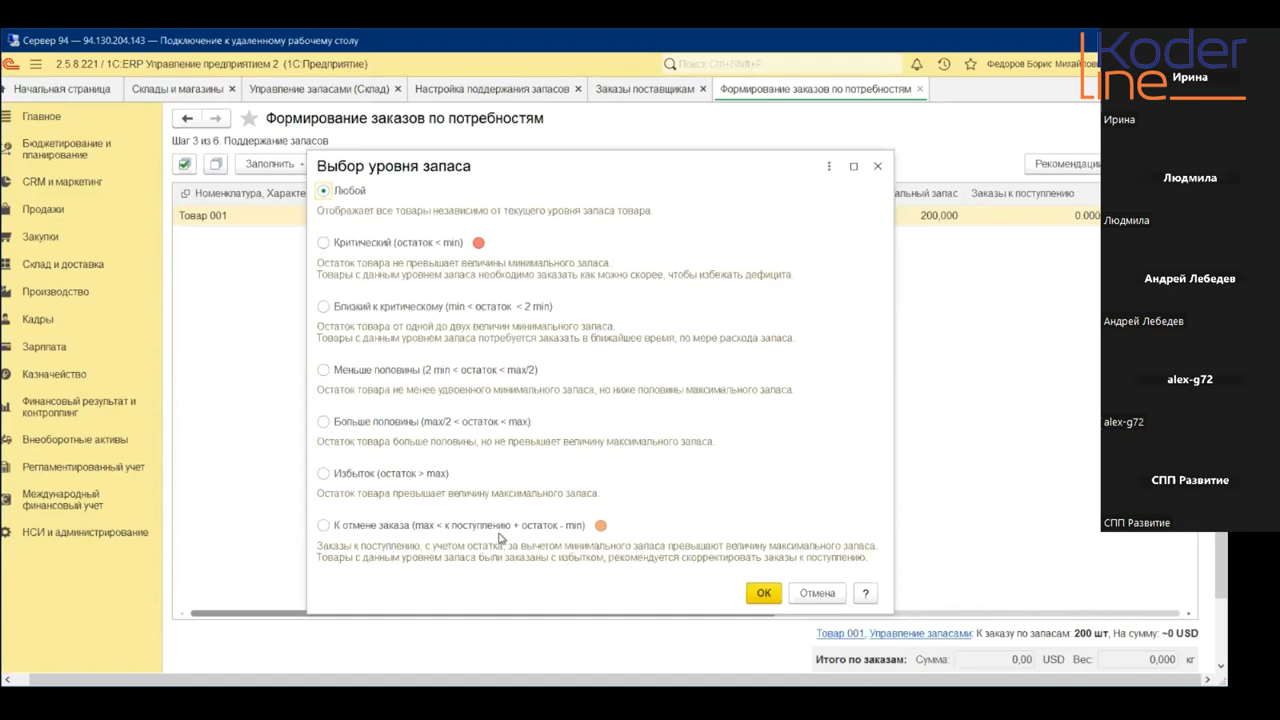 Сервер 94 — 94.130.204.143 — Подключение к удаленному рабочему столу
2.5.8.221 / 1C:ERP Управление предприятием 2 (1С:Предприятие)
Поиск Ctrl+Shift+F
Федоров Борис Михайлов
Начальная страница
Склады и магазины ×
Управление запасами (Склад) ×
Настройка поддержания запасов ×
Заказы поставщикам ×
Формирование заказов по потребностям ×
Главное
Бюджетирование и
планирование
CRM и маркетинг
Продажи
Закупки
Склад и доставка
Производство
Кадры
Зарплата
Казначейство
Финансовый результат и
контроллинг
Внеоборотные активы
Регламентированный учет
Международный
финансовый учет
НСИ и администрирование
Формирование заказов по потребностям
Шаг 3 из 6. Поддержание запасов
Заполнить
Рекомендации
Номенклатура, Характе
альный запас
Заказы к поступлению
Товар 001
200,000
0,000
Выбор уровня запаса
Любой
Отображает все товары независимо от текущего уровня запаса товара.
Критический (остаток < min)
Остаток товара не превышает величины минимального запаса.
Товары с данным уровнем запаса необходимо заказать как можно скорее, чтобы избежать дефицита.
Близкий к критическому (min < остаток < 2 min)
Остаток товара от одной до двух величин минимального запаса.
Товары с данным уровнем запаса потребуется заказать в ближайшее время, по мере расхода запаса.
Меньше половины (2 min < остаток < max/2)
Остаток товара не менее удвоенного минимального запаса, но ниже половины максимального запаса.
Больше половины (max/2 < остаток < max)
Остаток товара больше половины, но не превышает величину максимального запаса.
Избыток (остаток > max)
Остаток товара превышает величину максимального запаса.
К отмене заказа (max < к поступлению + остаток - min)
Заказы к поступлению, с учетом остатка, за вычетом минимального запаса превышают величину максимального запаса.
Товары с данным уровнем запаса были заказаны с избытком, рекомендуется скорректировать заказы к поступлению.
ОК
Отмена
?
Товар 001, Управление запасами: К заказу по запасам: 200 шт, На сумму: ~0 USD
Итого по заказам: Сумма: 0,00 USD Вес: 0,000 кг
Koder
Line
Ирина
Ирина
Людмила
Людмила
Андрей Лебедев
Андрей Лебедев
alex-g72
alex-g72
СПП Развитие
СПП Развитие